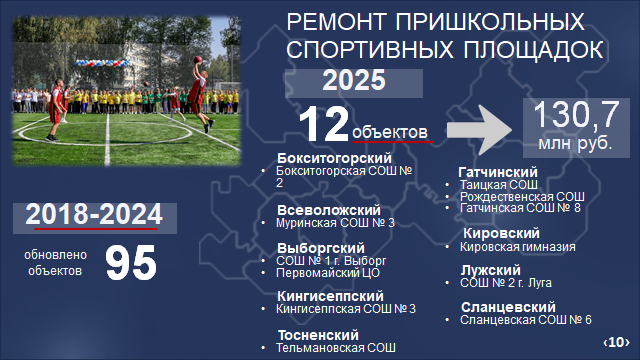 РЕМОНТ ПРИШКОЛЬНЫХ
СПОРТИВНЫХ ПЛОЩАДОК
2025
12 объектов
130,7
млн руб.
2018-2024
обновлено
объектов
95
Бокситогорский
• Бокситогорская СОШ №
2
Всеволожский
• Муринская СОШ № 3
Выборгский
• СОШ № 1 г. Выборг
• Первомайский ЦО
Кингисеппский
• Кингисеппская СОШ № 3
Тосненский
• Тельмановская СОШ
Гатчинский
• Таицкая СОШ
• Рождественская СОШ
• Гатчинская СОШ № 8
Кировский
• Кировская гимназия
Лужский
• СОШ № 2 г. Луга
Сланцевский
• Сланцевская СОШ № 6
‹10›